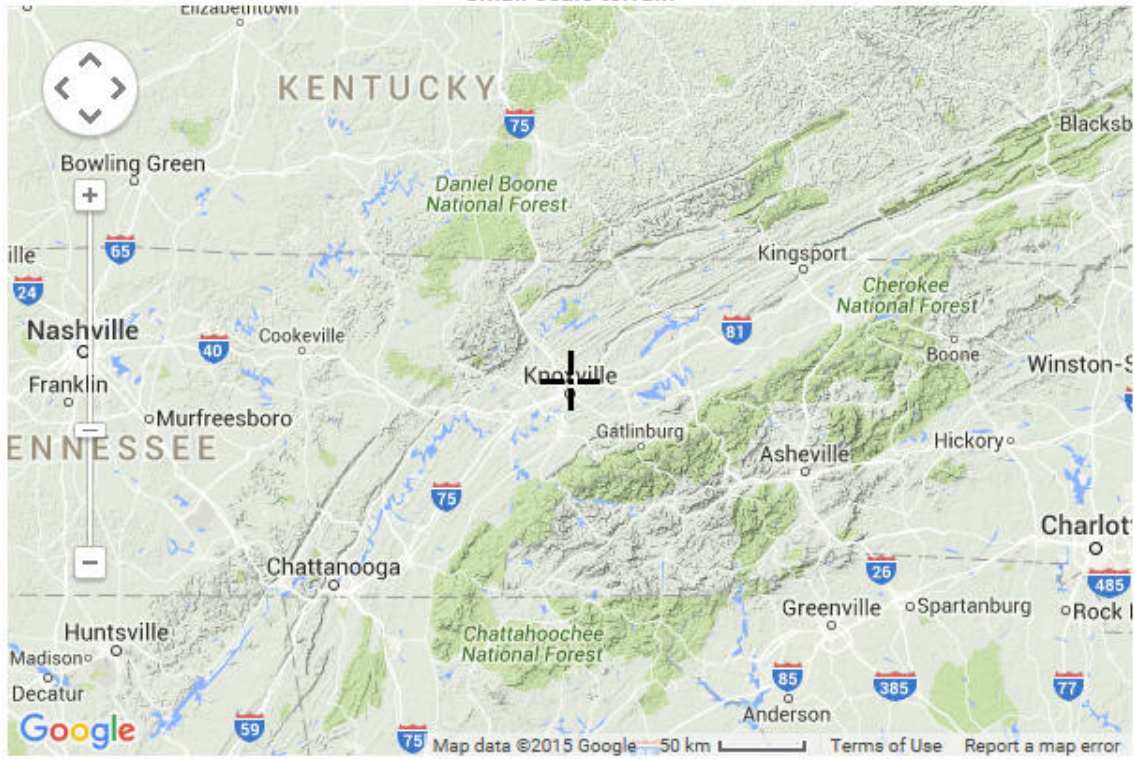 Elizabethtown
KENTUCKY
75
Blacksb
Bowling Green
+
Daniel Boone
National Forest
65
ille
Kingsport
24
Cherokee
National Forest
Nashville
40
Cookeville
81
Boone
Winston-S
Franklin
Knoxville
Murfreesboro
Gatlinburg
ENNESSEE
Asheville
Hickory
75
Charlot
Chattanooga
26
485
Greenville
Spartanburg
Rock
Huntsville
Chattahoochee
National Forest
Madison
Decatur
85
385
77
Anderson
Google
59
75
Map data ©2015 Google
50 km
Terms of Use
Report a map error